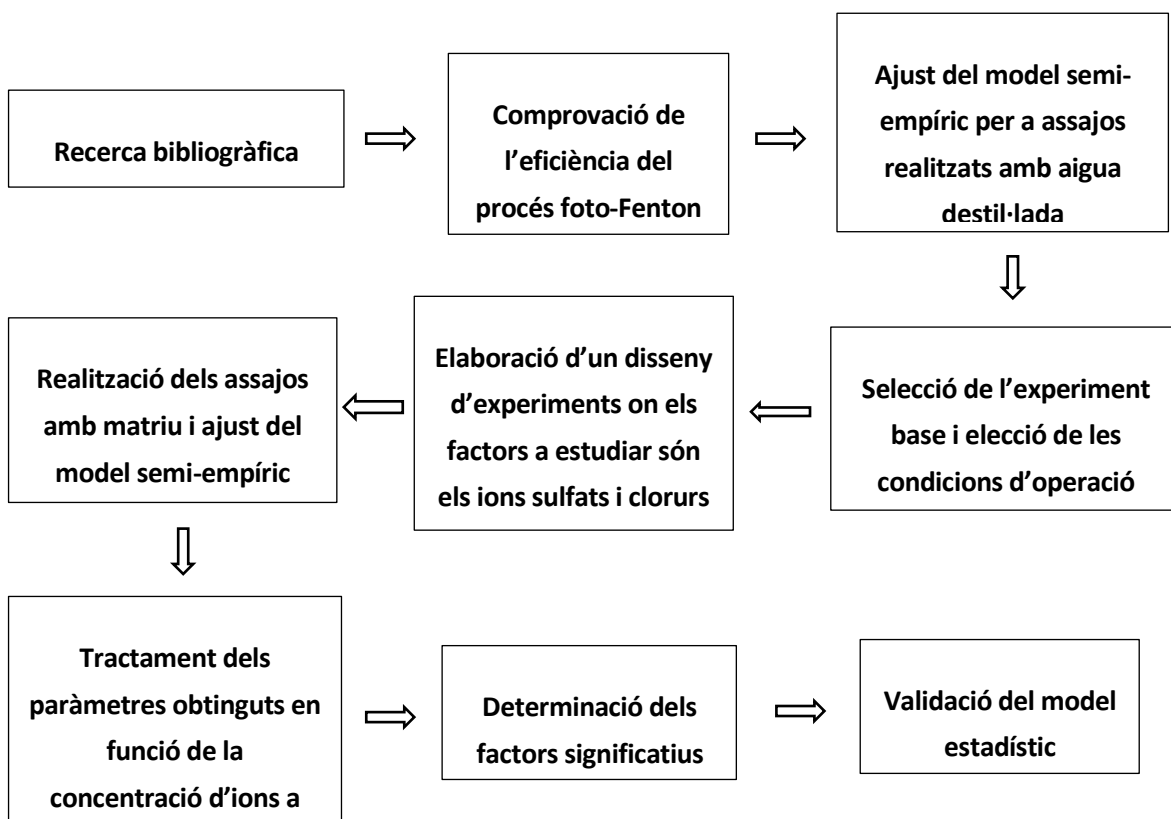 Recerca bibliogràfica
Comprovació de
l’eficiència del
procés foto-Fenton
Ajust del model semi-
empíric per a assajos
realitzats amb aigua
destil·lada
Selecció de l’experiment
base i elecció de les
condicions d’operació
Elaboració d’un disseny
d’experiments on els
factors a estudiar són
els ions sulfats i clorurs
Realització dels assajos
amb matriu i ajust del
model semi-empíric
Tractament dels
paràmetres obtinguts en
funció de la
concentració d’ions a
Determinació dels
factors significatius
Validació del model
estadístic